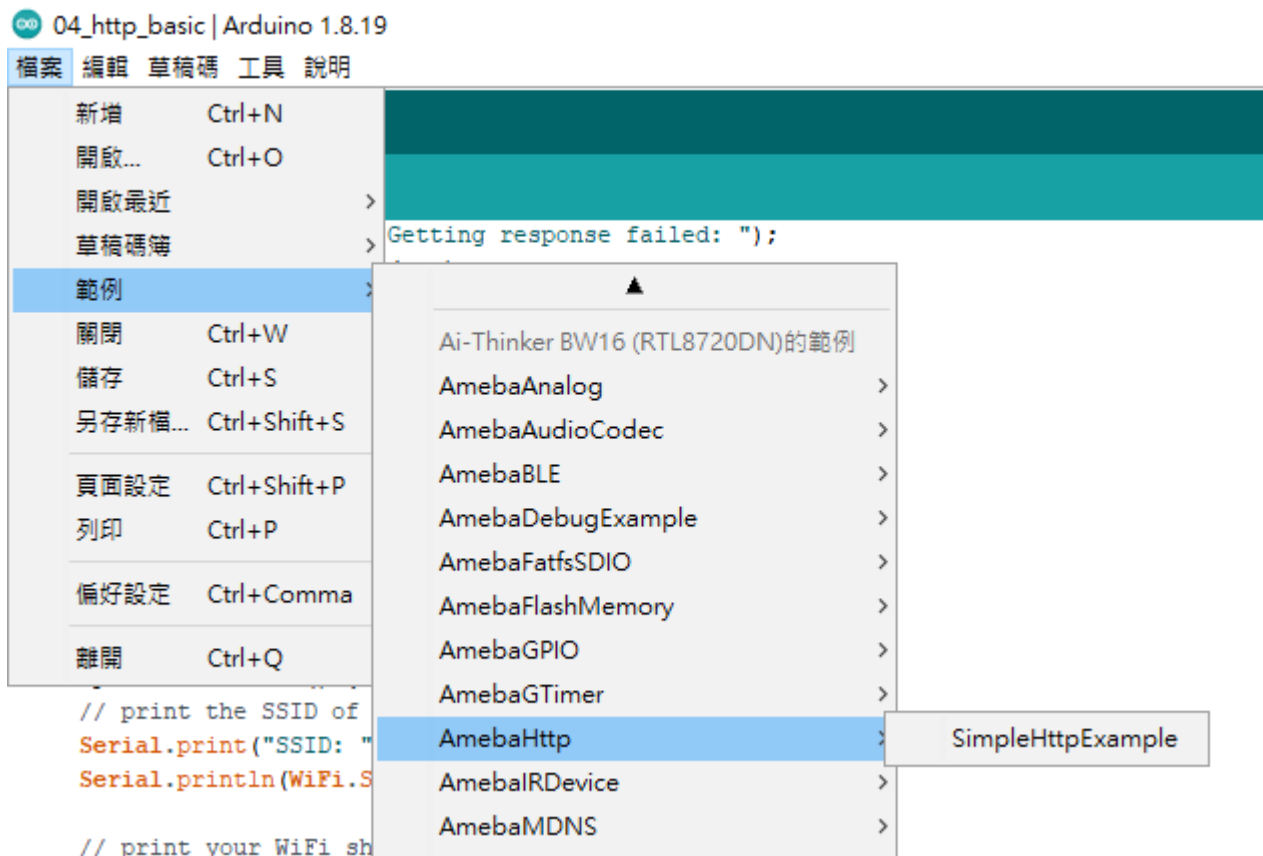 04_http_basic | Arduino 1.8.19
檔案 編輯 草稿碼 工具 說明
新增 Ctrl+N
開啟... Ctrl+O
開啟最近
草稿碼簿
範例
關閉 Ctrl+W
儲存 Ctrl+S
另存新檔... Ctrl+Shift+S
頁面設定 Ctrl+Shift+P
列印 Ctrl+P
偏好設定 Ctrl+Comma
離開 Ctrl+Q
Getting response failed: ");
Ai-Thinker BW16 (RTL8720DN)的範例
AmebaAnalog
AmebaAudioCodec
AmebaBLE
AmebaDebugExample
AmebaFatfsSDIO
AmebaFlashMemory
AmebaGPIO
AmebaGTimer
AmebaHttp
AmebaIRDevice
AmebaMDNS
SimpleHttpExample
// print the SSID of
Serial.print("SSID: "
Serial.println(WiFi.S
// print your WiFi sh